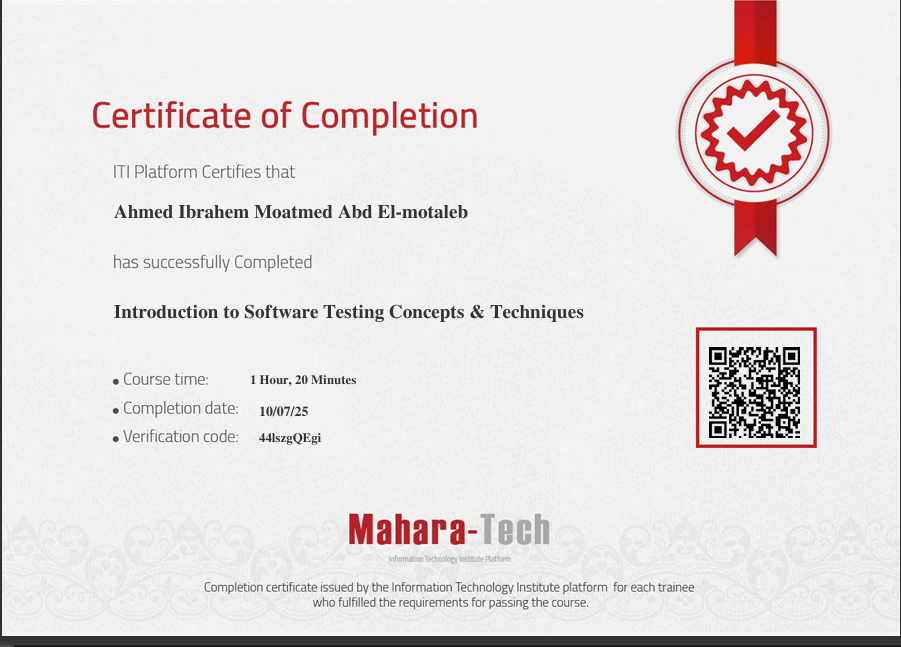 Certificate of Completion
ITI Platform Certifies that
Ahmed Ibrahem Moatmed Abd El-motaleb
has successfully Completed
Introduction to Software Testing Concepts & Techniques
• Course time: 1 Hour, 20 Minutes
• Completion date: 10/07/25
• Verification code: 44lszgQEgi
Mahara-Tech
Information Technology Institute Platform
Completion certificate issued by the Information Technology Institute platform for each trainee
who fulfilled the requirements for passing the course.